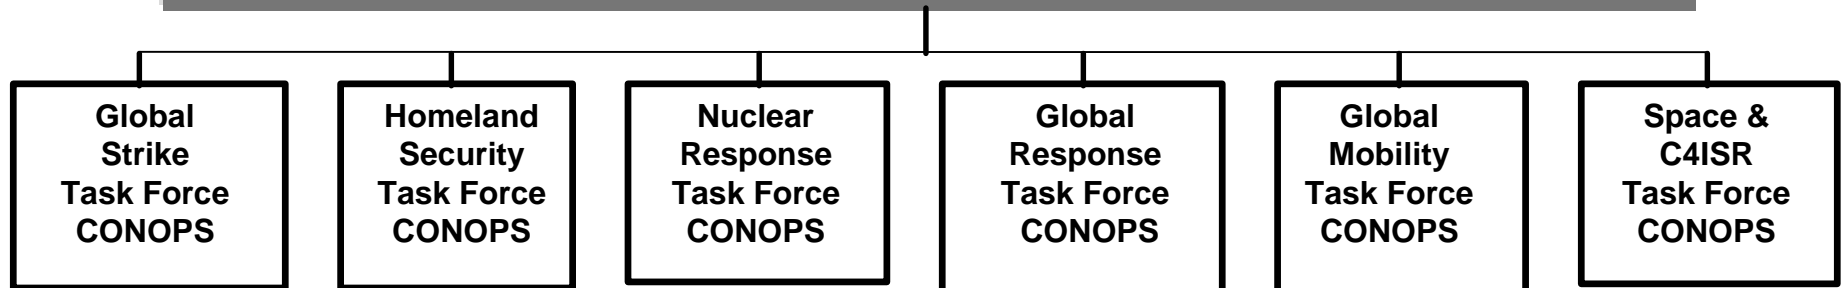 Global
Strike
Task Force
CONOPS
Homeland
Security
Task Force
CONOPS
Nuclear
Response
Task Force
CONOPS
Global
Response
Task Force
CONOPS
Global
Mobility
Task Force
CONOPS
Space &
C4ISR
Task Force
CONOPS